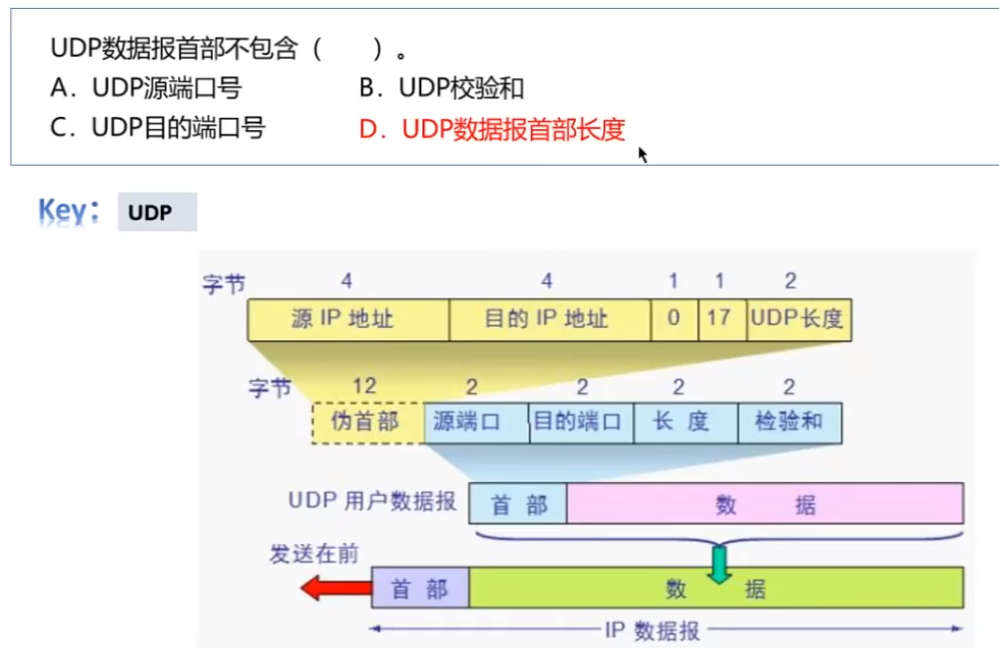 UDP数据报首部不包含（ ）。
A．UDP源端口号 B．UDP校验和
C．UDP目的端口号 D．UDP数据报首部长度
Key： UDP
字节 4 4 1 1 2
源 IP 地址 目的 IP 地址 0 17 UDP长度
字节 12 2 2 2 2
伪首部 源端口 目的端口 长 度 检验和
UDP 用户数据报 首 部 数 据
发送在前
首 部 数 据
IP 数据报